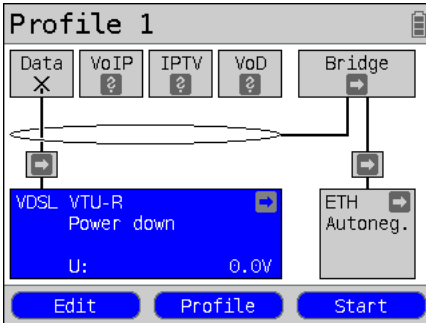 Profile 1
Data VoIP IPTV VoD Bridge
? ? ?
VDSL VTU-R
Power down
U: 0.0V
ETH
Autoneg.
Edit Profile Start